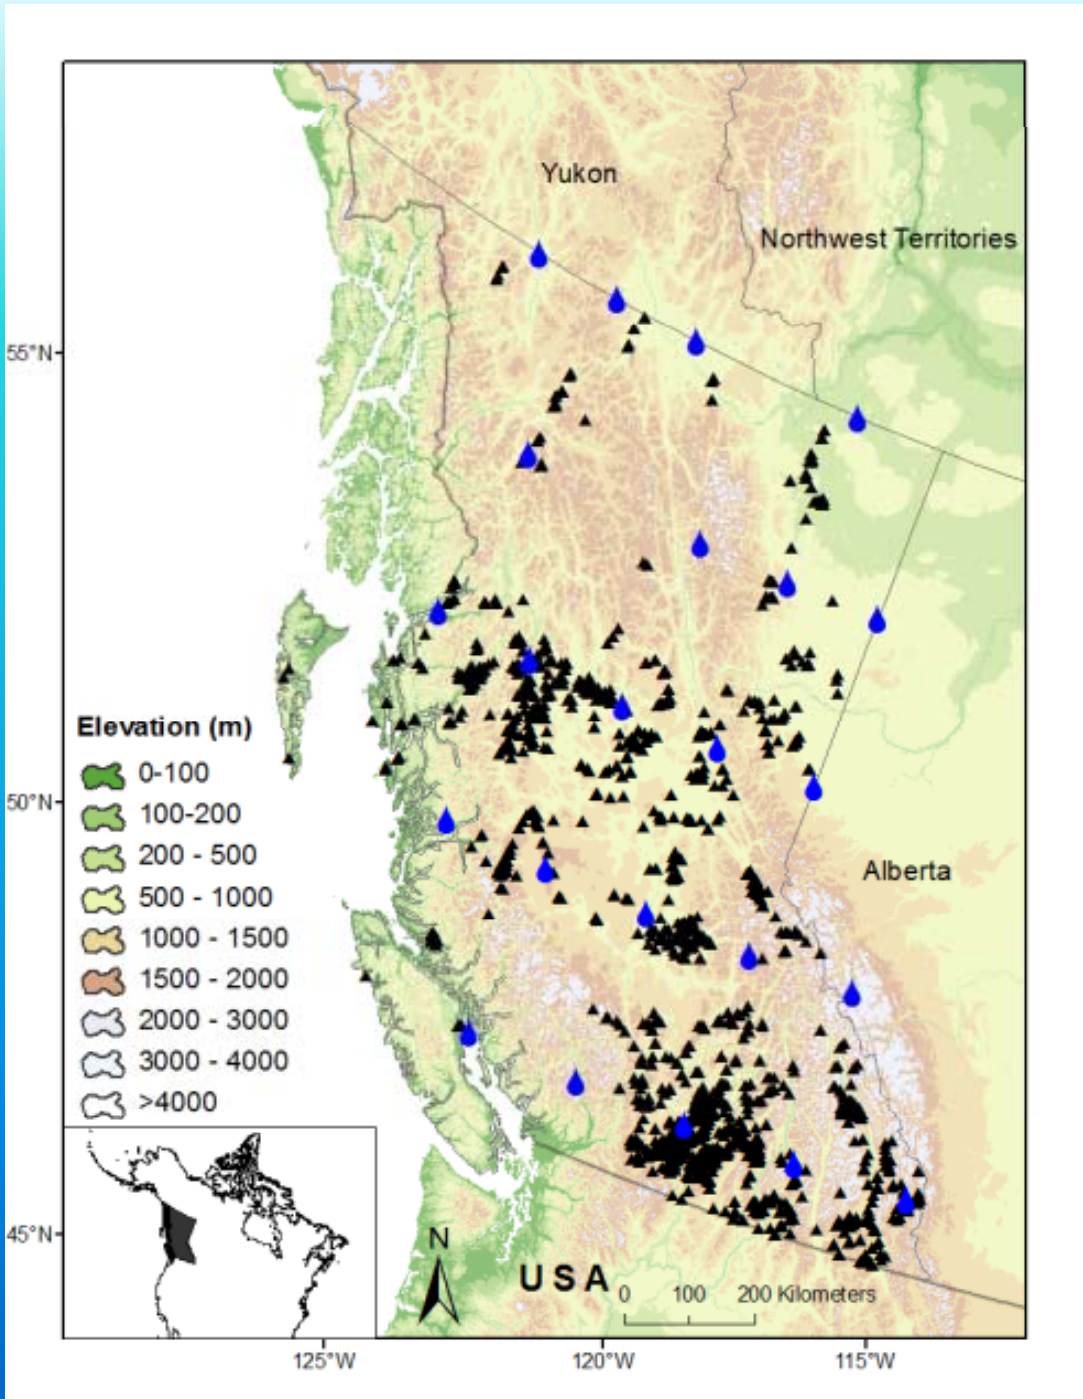 Yukon
Northwest Territories
55°N
Elevation (m)
0-100
50°N
100-200
200 - 500
500 - 1000
Alberta
1000 - 1500
1500 - 2000
2000 - 3000
3000 - 4000
>4000
45°N
N
USA
0 100 200 Kilometers
125°W 120°W 115°W